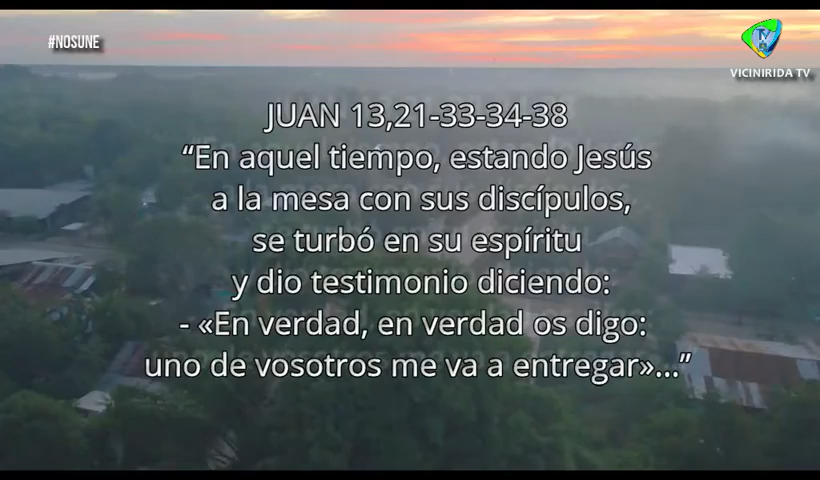 #NOSUNE
VICINIRIDA TV
JUAN 13,21-33-34-38
“En aquel tiempo, estando Jesús
a la mesa con sus discípulos,
se turbó en su espíritu
y dio testimonio diciendo:
- «En verdad, en verdad os digo:
uno de vosotros me va a entregar»...”